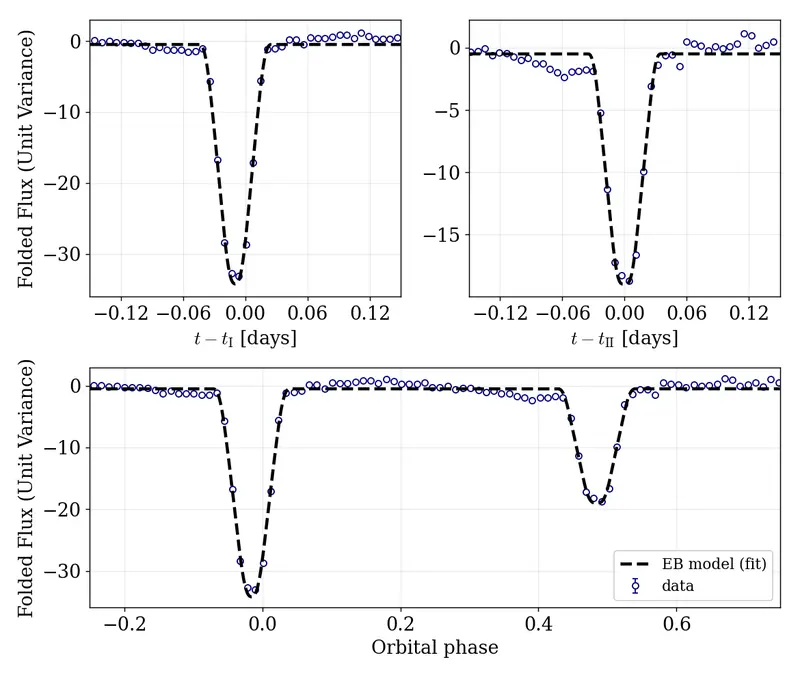 Folded Flux (Unit Variance)
0
−10
−20
−30
−0.12 −0.06 0.00 0.06 0.12
t − tI [days]
0
−5
−10
−15
−0.12 −0.06 0.00 0.06 0.12
t − tII [days]
Folded Flux (Unit Variance)
0
−10
−20
−30
−0.2 0.0 0.2 0.4 0.6
Orbital phase
EB model (fit)
data